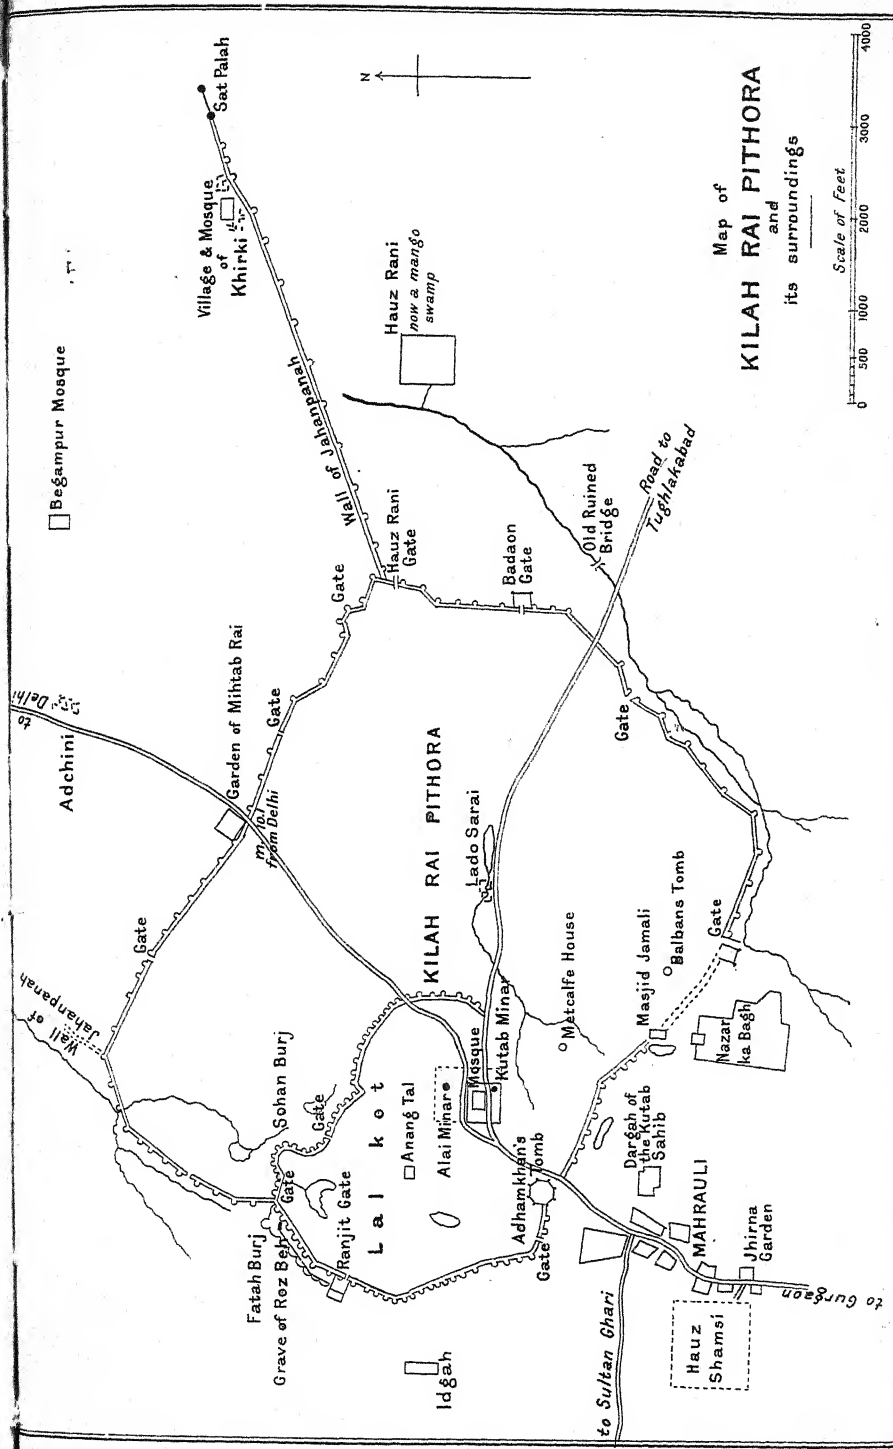 Map of
KILAH RAI PITHORA
and
its surroundings
Scale of Feet
0 500 1000 2000 3000 4000
N
Sat Palah
Village & Mosque
of
Khirki
Begampur Mosque
Wall of Jahanpanah
Hauz Rani
now a mango
swamp
Hauz Rani
Gate
Gate
Badaon
Gate
Old Ruined
Bridge
Road to
Tughlakabad
to Delhi
Adchini
Garden of Mihtab Rai
Gate
m. 10.1
from Delhi
Gate
Wall of
Jahanpanah
KILAH RAI PITHORA
Lado Sarai
Gate
Sohan Burj
Gate
Lal kot
Anang Tal
Alai Minar
Mosque
Kutab Minar
Metcalfe House
Masjid Jamali
Balbans Tomb
Gate
Nazar
ka Bagh
Fatah Burj
Gate
Grave of Roz Beh
Ranjit Gate
Adhamkhan's
Tomb
Gate
Dargah of
the Kutab
Sahib
MAHRAULI
Jhirna
Garden
Idgah
to Sultan Ghari
Hauz
Shamsi
to Gurgaon